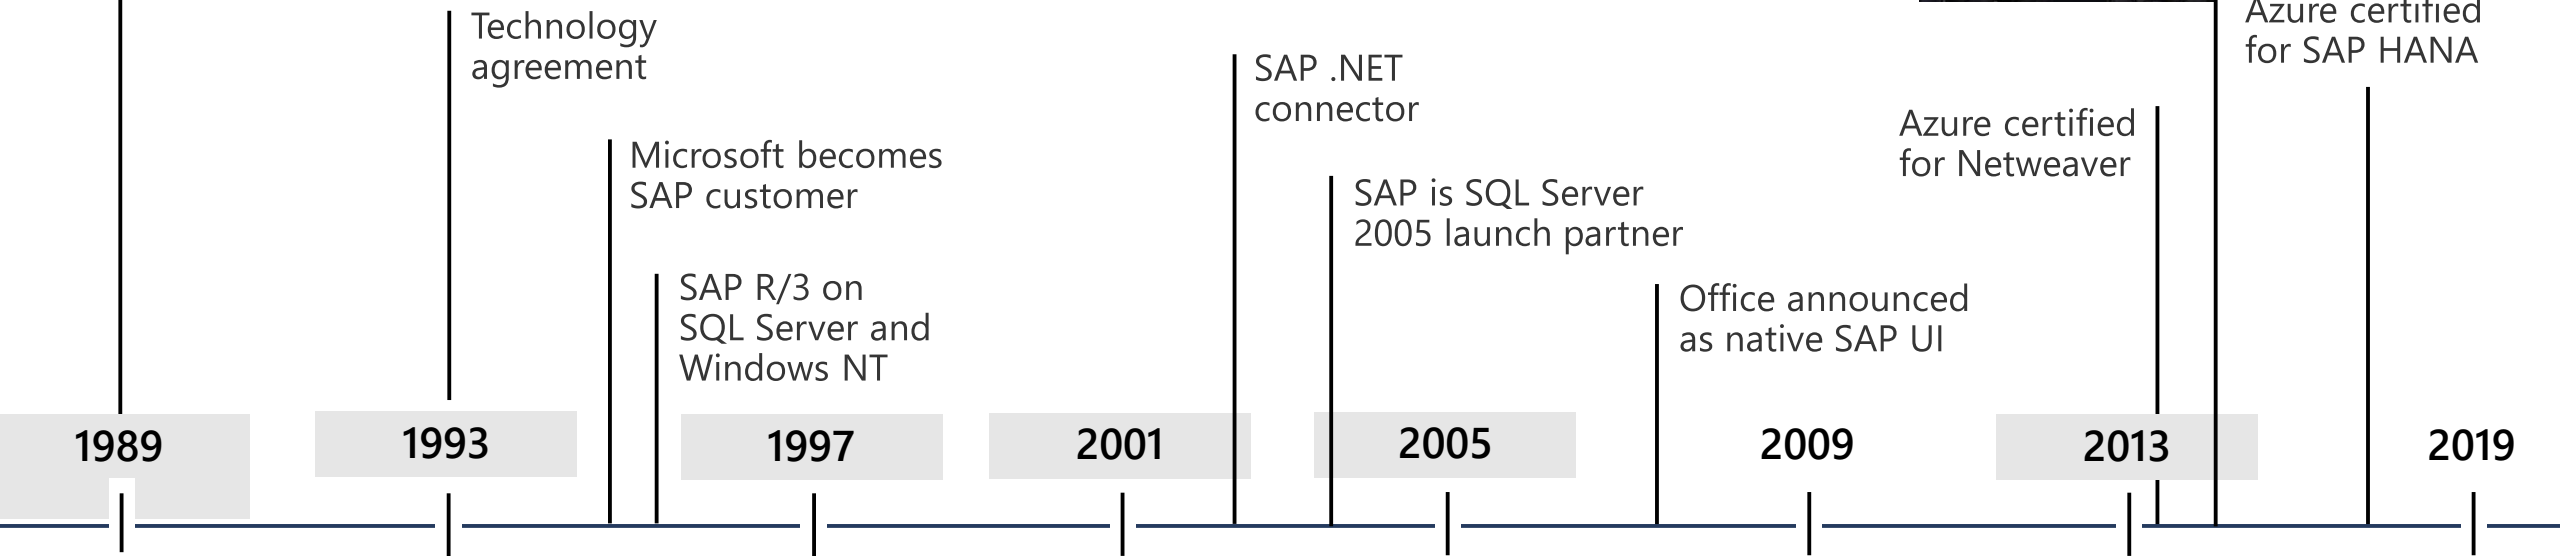 Technology
agreement
Microsoft becomes
SAP customer
SAP R/3 on
SQL Server and
Windows NT
SAP .NET
connector
SAP is SQL Server
2005 launch partner
Office announced
as native SAP UI
Azure certified
for Netweaver
Azure certified
for SAP HANA
1989
1993
1997
2001
2005
2009
2013
2019